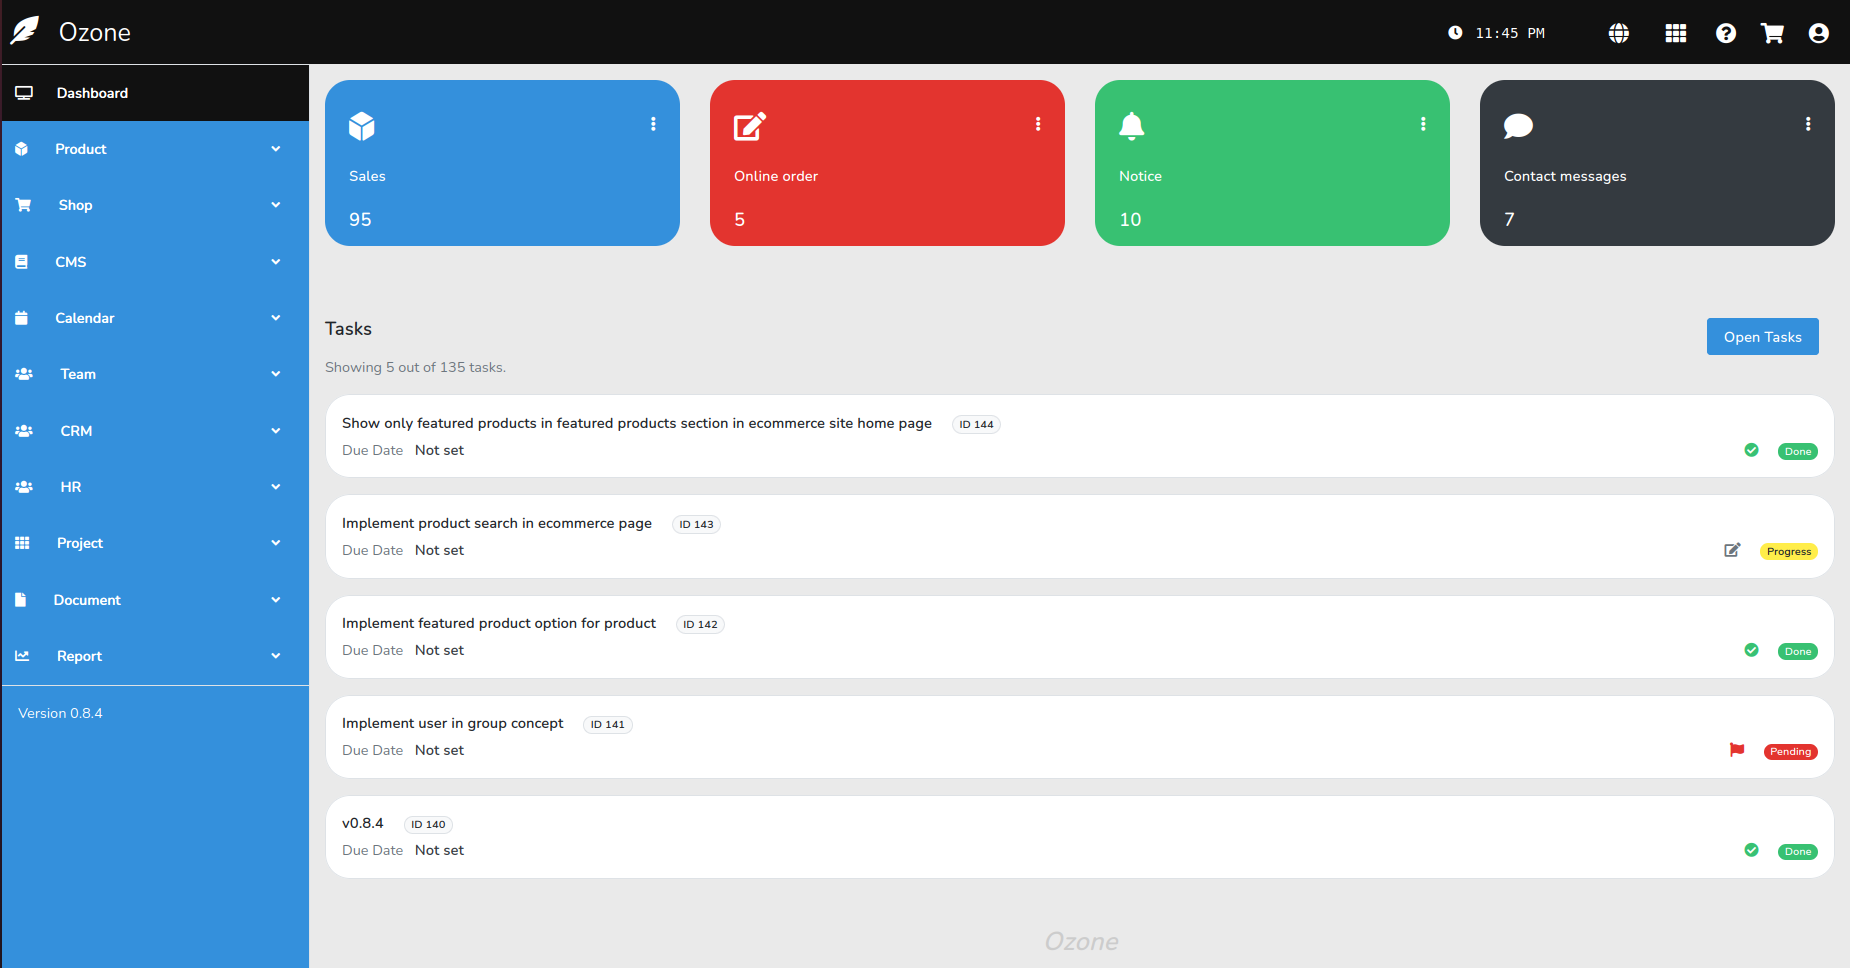 Ozone
11:45 PM
Dashboard
Product
Shop
CMS
Calendar
Team
CRM
HR
Project
Document
Report
Version 0.8.4
Sales
95
Online order
5
Notice
10
Contact messages
7
Tasks
Open Tasks
Showing 5 out of 135 tasks.
Show only featured products in featured products section in ecommerce site home page ID 144
Due Date Not set
Done
Implement product search in ecommerce page ID 143
Due Date Not set
Progress
Implement featured product option for product ID 142
Due Date Not set
Done
Implement user in group concept ID 141
Due Date Not set
Pending
v0.8.4 ID 140
Due Date Not set
Done
Ozone